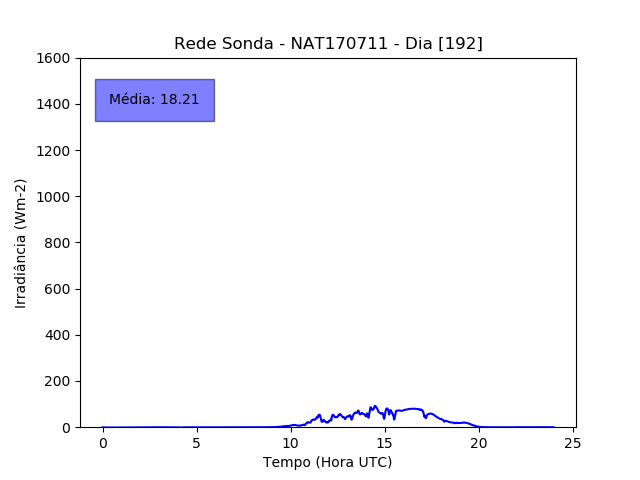 Rede Sonda - NAT170711 - Dia [192]
Média: 18.21
Irradiância (Wm-2)
1600
1400
1200
1000
800
600
400
200
0
0 5 10 15 20 25
Tempo (Hora UTC)